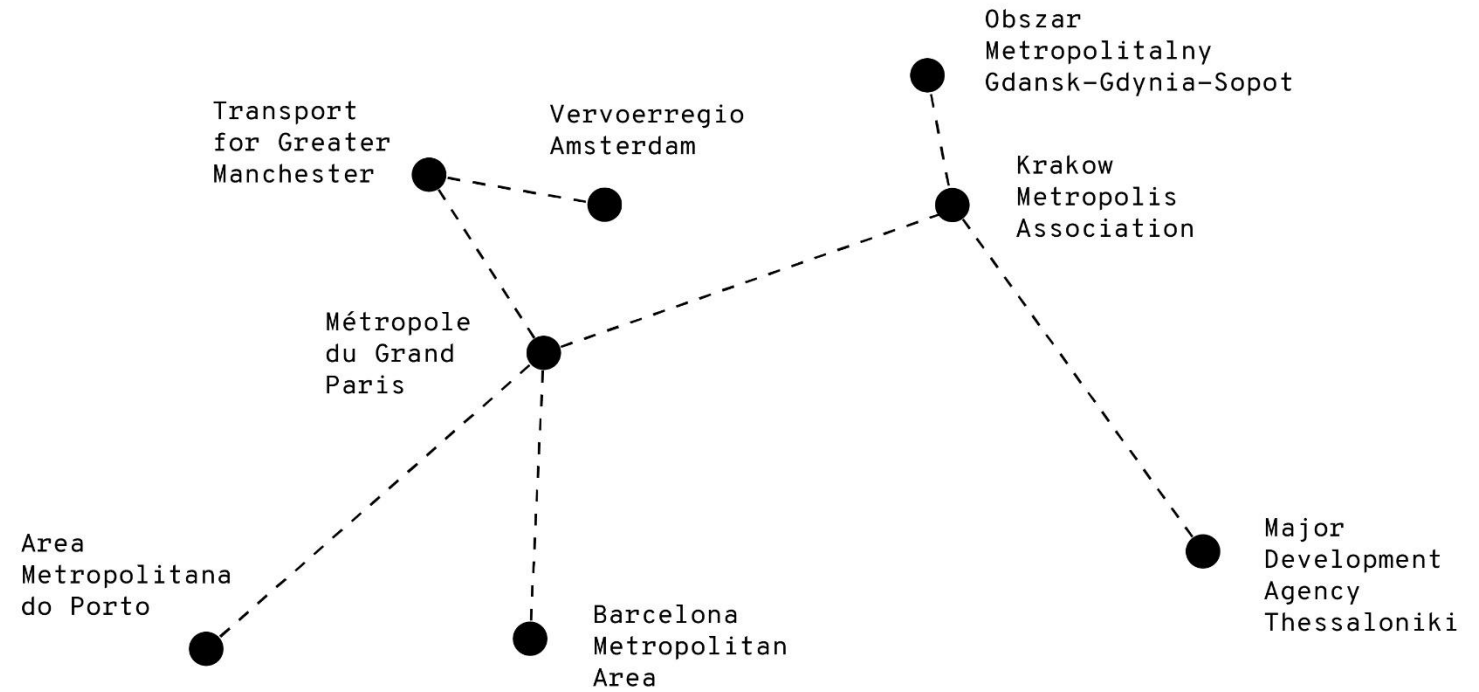 Obszar
Metropolitalny
Gdansk-Gdynia-Sopot
Transport
for Greater
Manchester
Vervoerregio
Amsterdam
Krakow
Metropolis
Association
Métropole
du Grand
Paris
Area
Metropolitana
do Porto
Barcelona
Metropolitan
Area
Major
Development
Agency
Thessaloniki